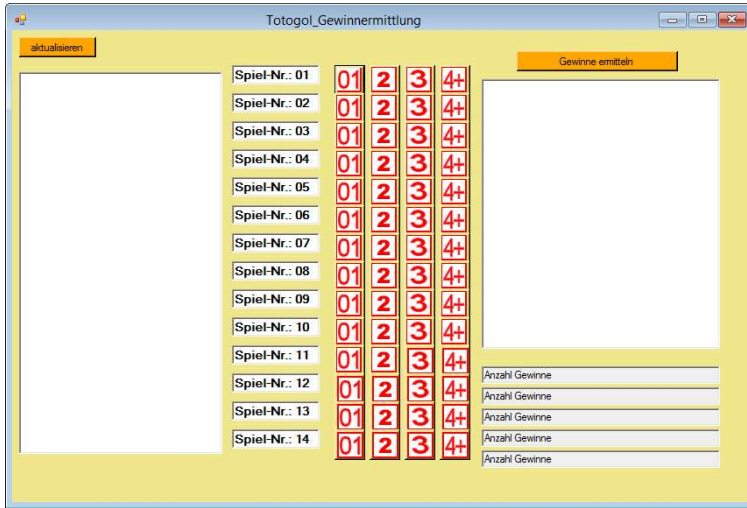 Totogol_Gewinnermittlung
aktualisieren
Gewinne ermitteln
Spiel-Nr.: 01 01 2 3 4+
Spiel-Nr.: 02 01 2 3 4+
Spiel-Nr.: 03 01 2 3 4+
Spiel-Nr.: 04 01 2 3 4+
Spiel-Nr.: 05 01 2 3 4+
Spiel-Nr.: 06 01 2 3 4+
Spiel-Nr.: 07 01 2 3 4+
Spiel-Nr.: 08 01 2 3 4+
Spiel-Nr.: 09 01 2 3 4+
Spiel-Nr.: 10 01 2 3 4+
Spiel-Nr.: 11 01 2 3 4+
Spiel-Nr.: 12 01 2 3 4+
Spiel-Nr.: 13 01 2 3 4+
Spiel-Nr.: 14 01 2 3 4+
Anzahl Gewinne
Anzahl Gewinne
Anzahl Gewinne
Anzahl Gewinne
Anzahl Gewinne